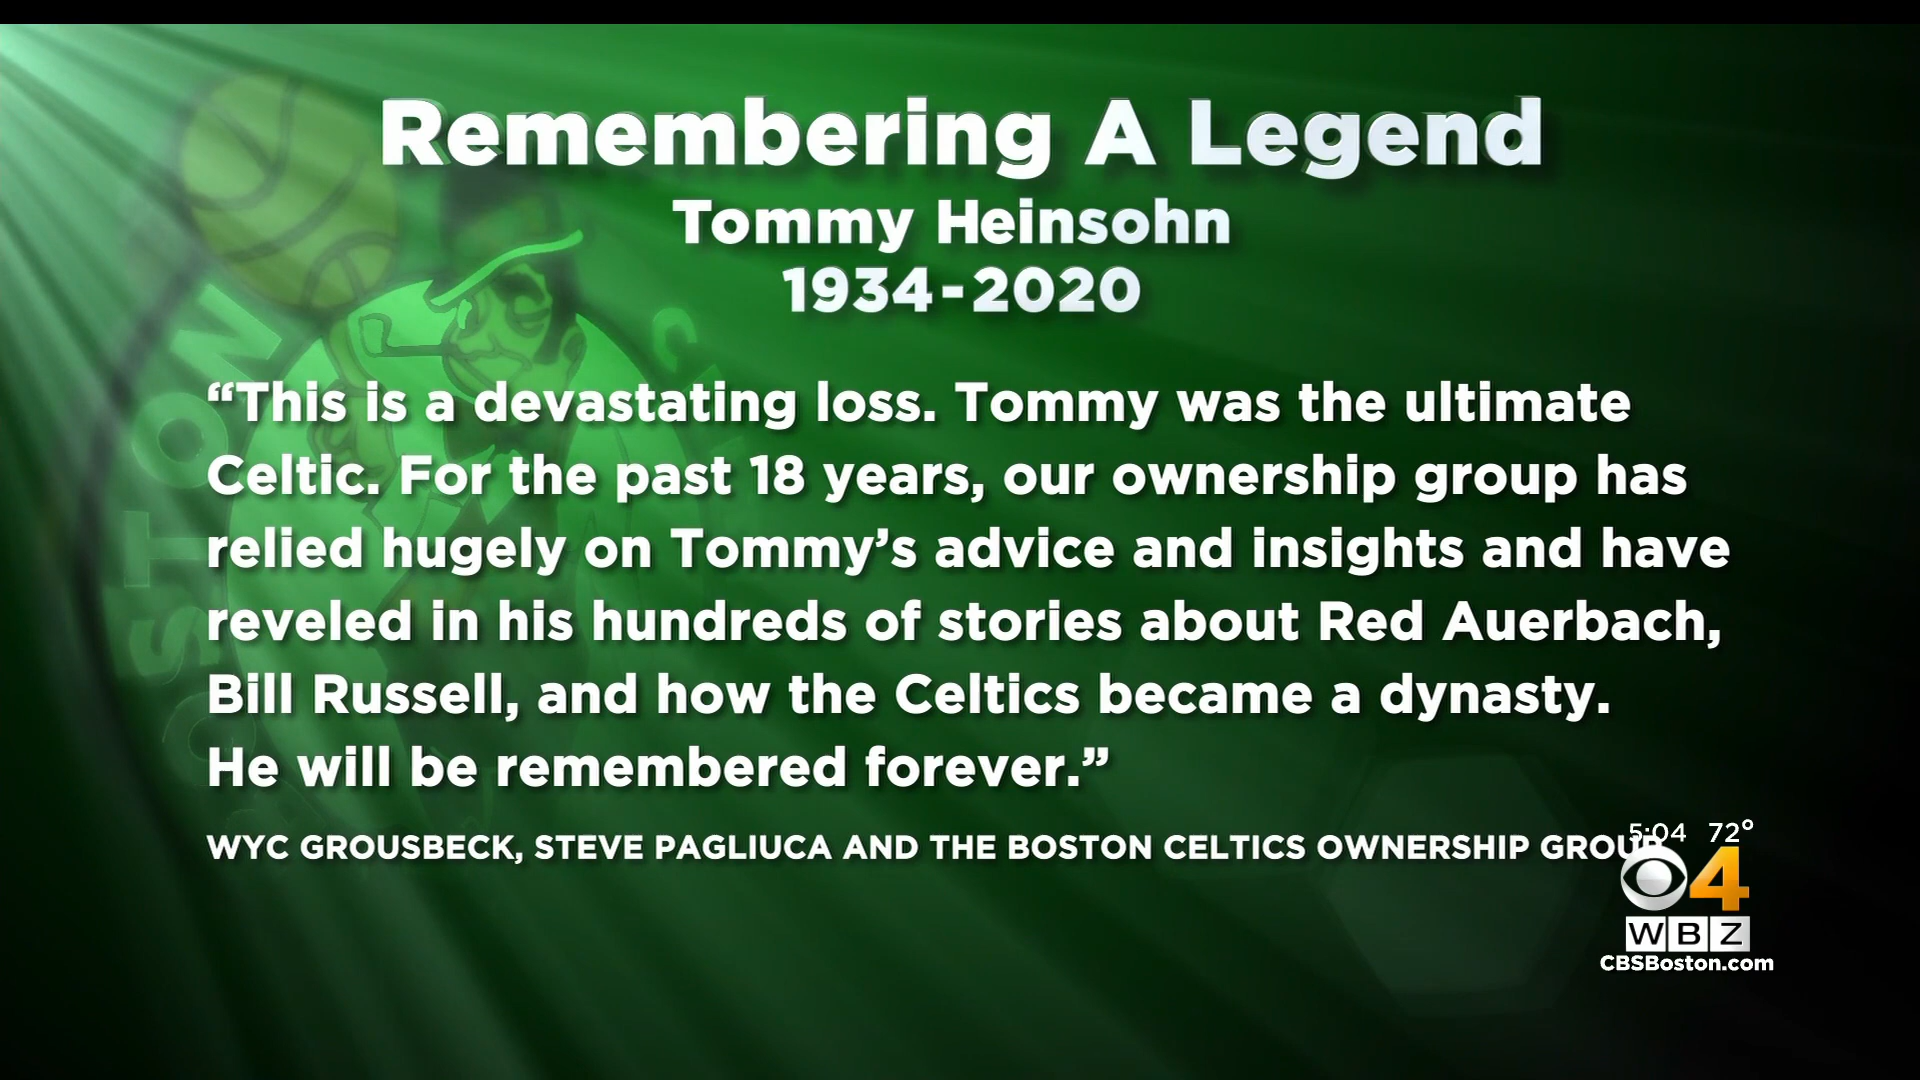 Remembering A Legend
Tommy Heinsohn
1934-2020
“This is a devastating loss. Tommy was the ultimate
Celtic. For the past 18 years, our ownership group has
relied hugely on Tommy’s advice and insights and have
reveled in his hundreds of stories about Red Auerbach,
Bill Russell, and how the Celtics became a dynasty.
He will be remembered forever.”
WYC GROUSBECK, STEVE PAGLIUCA AND THE BOSTON CELTICS OWNERSHIP GROUP
5:04 72°
4
WBZ
CBSBoston.com
BOSTON